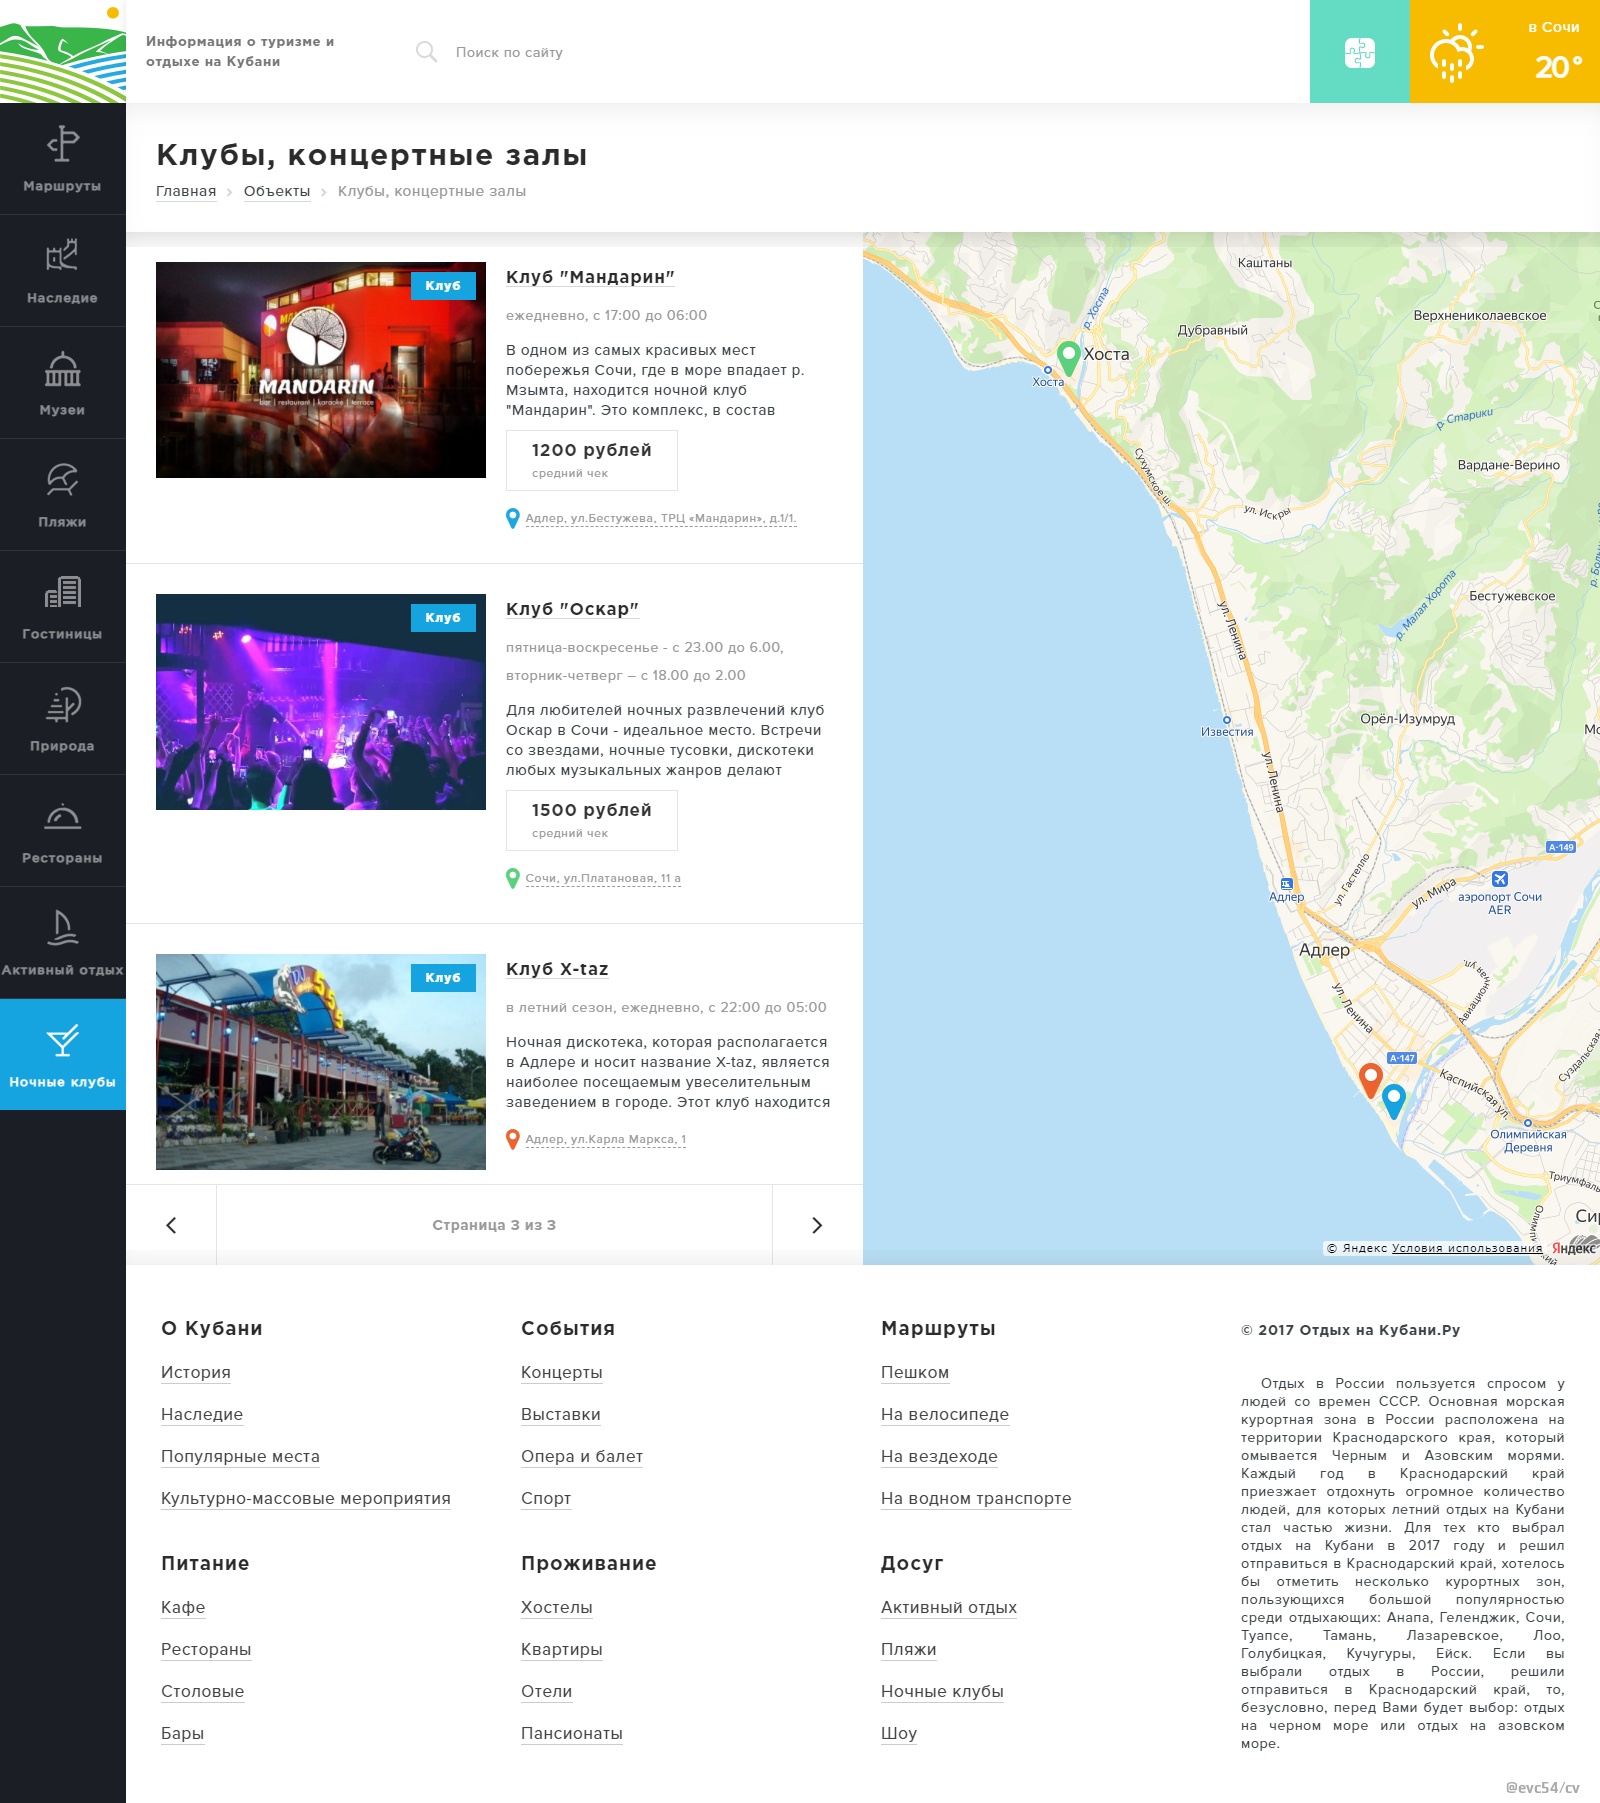 Информация о туризме и
отдыхе на Кубани
Поиск по сайту
в Сочи
20°
Маршруты
Наследие
Музеи
Пляжи
Гостиницы
Природа
Рестораны
Активный отдых
Ночные клубы
Клубы, концертные залы
Главная
Объекты
Клубы, концертные залы
Клуб
MANDARIN
bar | restaurant | karaoke | terrace
Клуб "Мандарин"
ежедневно, с 17:00 до 06:00
В одном из самых красивых мест
побережья Сочи, где в море впадает р.
Мзымта, находится ночной клуб
"Мандарин". Это комплекс, в состав
1200 рублей
средний чек
Адлер, ул.Бестужева, ТРЦ «Мандарин», д.1/1.
Клуб
Клуб "Оскар"
пятница-воскресенье - с 23.00 до 6.00,
вторник-четверг – с 18.00 до 2.00
Для любителей ночных развлечений клуб
Оскар в Сочи - идеальное место. Встречи
со звездами, ночные тусовки, дискотеки
любых музыкальных жанров делают
1500 рублей
средний чек
Сочи, ул.Платановая, 11 а
Клуб
Клуб X-taz
в летний сезон, ежедневно, с 22:00 до 05:00
Ночная дискотека, которая располагается
в Адлере и носит название X-taz, является
наиболее посещаемым увеселительным
заведением в городе. Этот клуб находится
Адлер, ул.Карла Маркса, 1
Страница 3 из 3
Каштаны
р. Хоста
Верхнениколаевское
Дубравный
Хоста
Хоста
р. Старики
Вардане-Верино
Сухумское ш.
ул. Искры
Бестужевское
р. Малая Хорота
ул. Ленина
Орёл-Изумруд
Известия
ул. Ленина
А-149
ул. Гастелло
ул. Мира
аэропорт Сочи
AER
Адлер
Адлер
ул. Ленина
А-147
Каспийская ул.
Олимпийская
Деревня
© Яндекс Условия использования
Яндекс
О Кубани
История
Наследие
Популярные места
Культурно-массовые мероприятия
События
Концерты
Выставки
Опера и балет
Спорт
Маршруты
Пешком
На велосипеде
На вездеходе
На водном транспорте
Питание
Кафе
Рестораны
Столовые
Бары
Проживание
Хостелы
Квартиры
Отели
Пансионаты
Досуг
Активный отдых
Пляжи
Ночные клубы
Шоу
© 2017 Отдых на Кубани.Ру
Отдых в России пользуется спросом у
людей со времен СССР. Основная морская
курортная зона в России расположена на
территории Краснодарского края, который
омывается Черным и Азовским морями.
Каждый год в Краснодарский край
приезжает отдохнуть огромное количество
людей, для которых летний отдых на Кубани
стал частью жизни. Для тех кто выбрал
отдых на Кубани в 2017 году и решил
отправиться в Краснодарский край, хотелось
бы отметить несколько курортных зон,
пользующихся большой популярностью
среди отдыхающих: Анапа, Геленджик, Сочи,
Туапсе, Тамань, Лазаревское, Лоо,
Голубицкая, Кучугуры, Ейск. Если вы
выбрали отдых в России, решили
отправиться в Краснодарский край, то,
безусловно, перед Вами будет выбор: отдых
на черном море или отдых на азовском
море.
@evc54/cv